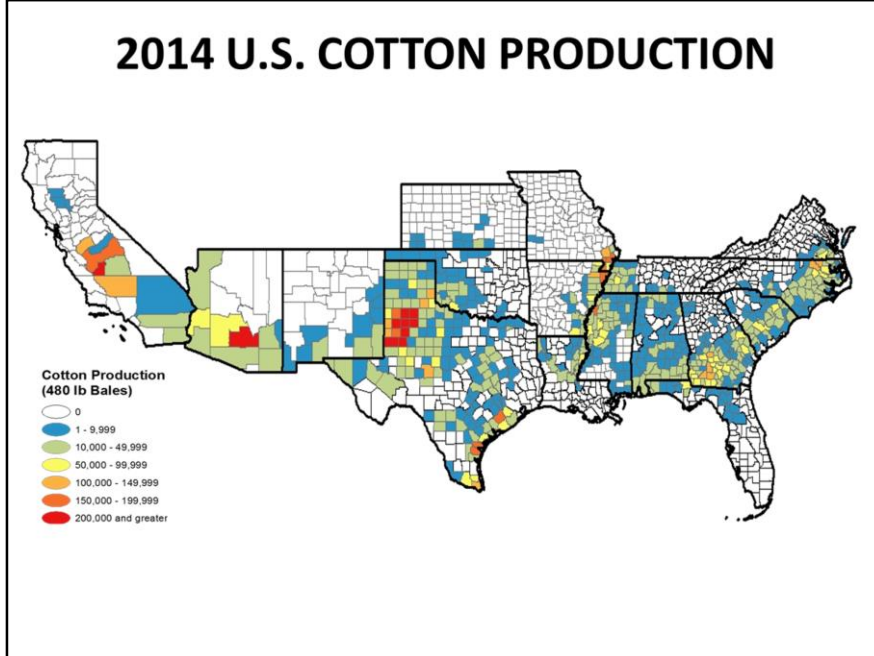 2014 U.S. COTTON PRODUCTION
Cotton Production
(480 lb Bales)
0
1 - 9,999
10,000 - 49,999
50,000 - 99,999
100,000 - 149,999
150,000 - 199,999
200,000 and greater